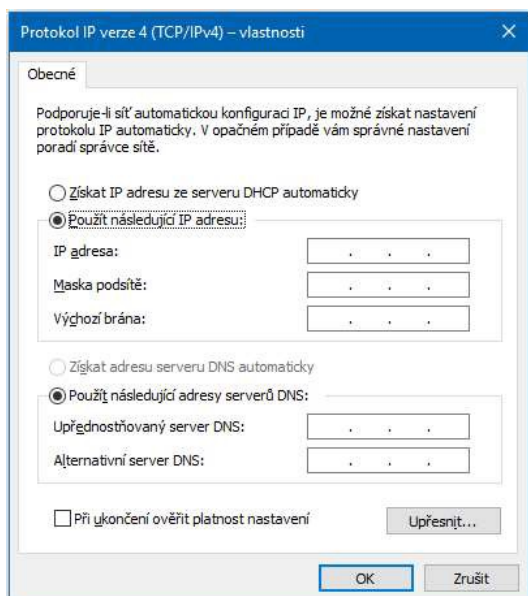 Protokol IP verze 4 (TCP/IPv4) – vlastnosti
Obecné
Podporuje-li síť automatickou konfiguraci IP, je možné získat nastavení
protokolu IP automaticky. V opačném případě vám správné nastavení
poradí správce sítě.
Získat IP adresu ze serveru DHCP automaticky
Použít následující IP adresu:
IP adresa:
Maska podsítě:
Výchozí brána:
Získat adresu serveru DNS automaticky
Použít následující adresy serverů DNS:
Upřednostňovaný server DNS:
Alternativní server DNS:
Při ukončení ověřit platnost nastavení
Upřesnit...
OK
Zrušit